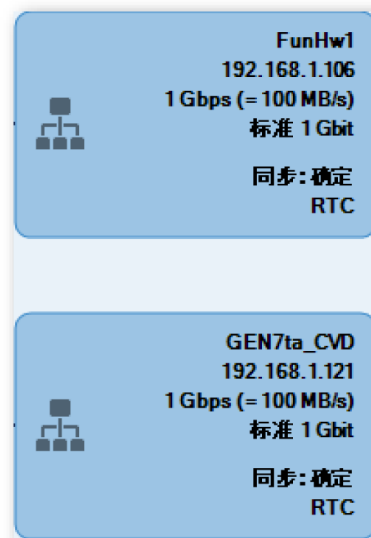 FunHw1
192.168.1.106
1 Gbps (= 100 MB/s)
标准 1 Gbit
同步: 确定
RTC
GEN7ta_CVD
192.168.1.121
1 Gbps (= 100 MB/s)
标准 1 Gbit
同步: 确定
RTC